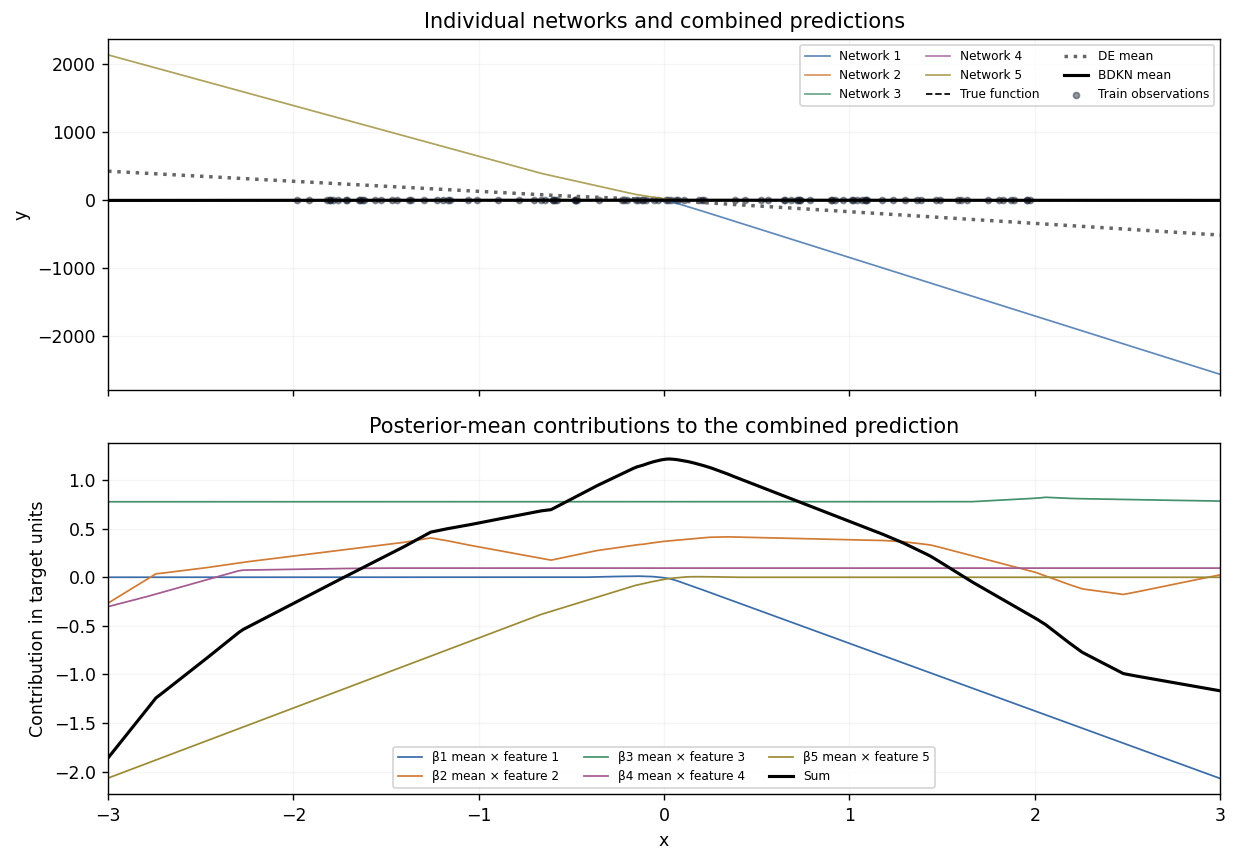 Individual networks and combined predictions
2000
1000
0
−1000
−2000
y
Network 1
Network 2
Network 3
Network 4
Network 5
True function
DE mean
BDKN mean
Train observations
Posterior-mean contributions to the combined prediction
1.0
0.5
0.0
−0.5
−1.0
−1.5
−2.0
Contribution in target units
β1 mean × feature 1
β2 mean × feature 2
β3 mean × feature 3
β4 mean × feature 4
β5 mean × feature 5
Sum
−3 −2 −1 0 1 2 3
x